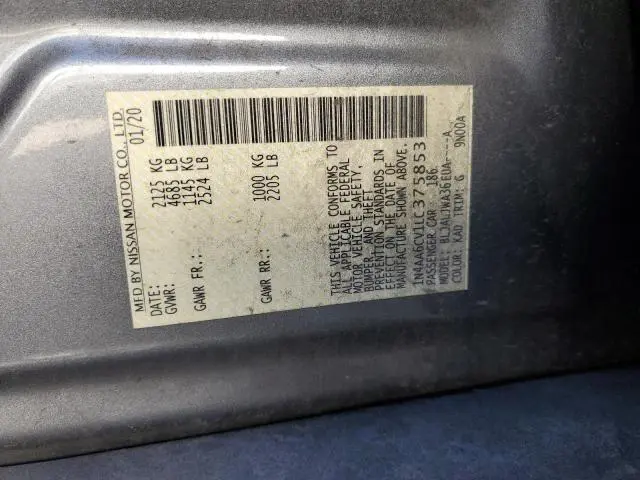 MFD BY NISSAN MOTOR CO., LTD
DATE: 01/20
GVWR: 2125 KG
4685 LB
GAWR FR.: 1145 KG
2524 LB
GAWR RR.: 1000 KG
2205 LB
THIS VEHICLE CONFORMS TO
ALL APPLICABLE FEDERAL
MOTOR VEHICLE SAFETY,
BUMPER, AND THEFT
PREVENTION STANDARDS IN
EFFECT ON THE DATE OF
MANUFACTURE SHOWN ABOVE.
1N4AA6CV1LC375853
PASSENGER CAR 186
MODEL: A
COLOR: KAD TRIM: G 9N00A